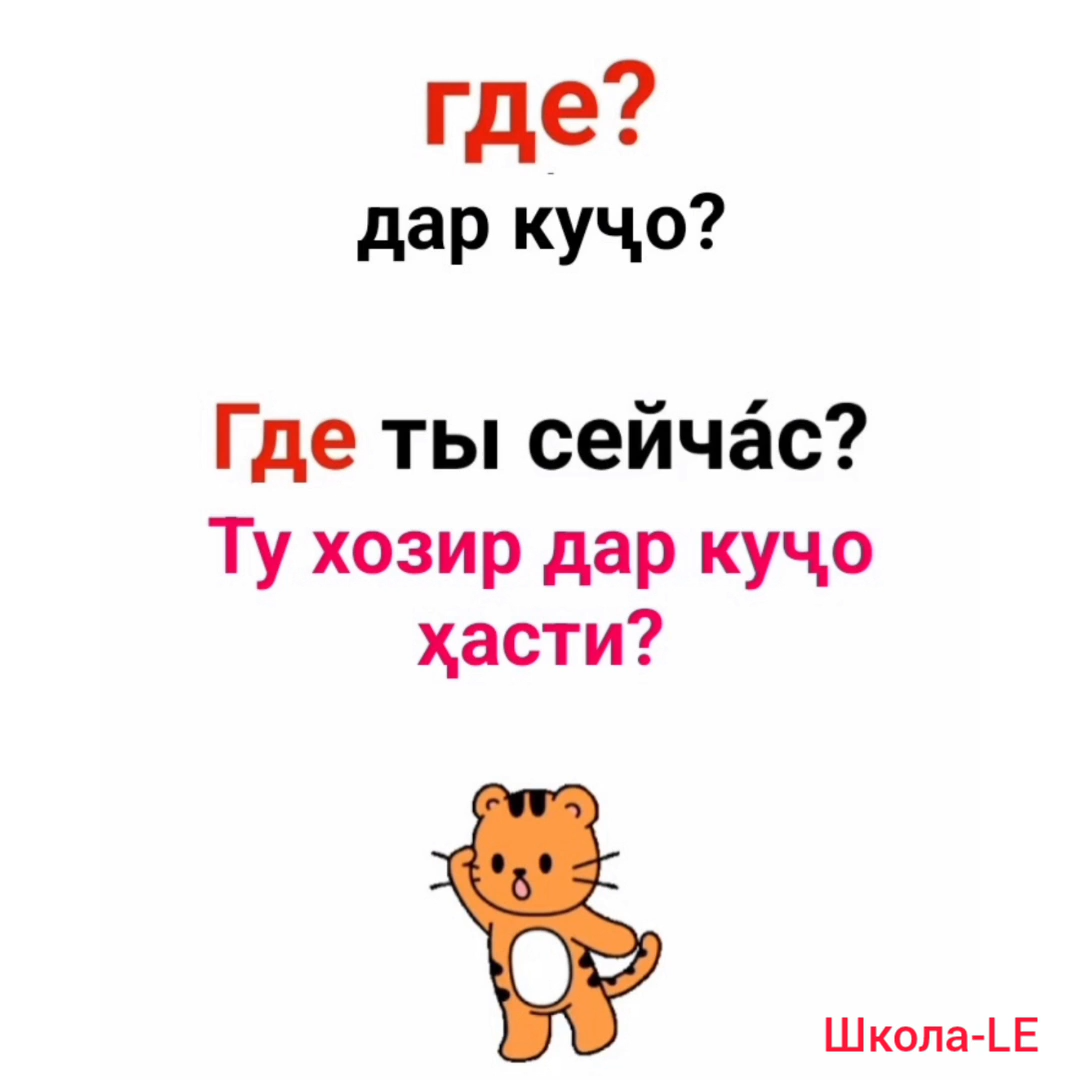 где?
дар куҷо?
Где ты сейча́с?
Ту хозир дар куҷо
ҳасти?
Школа-LE